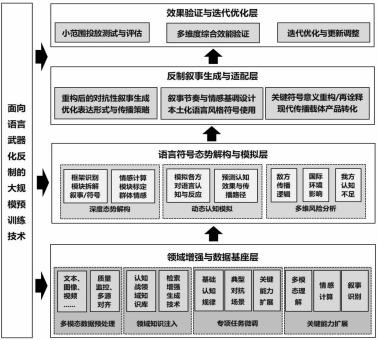 面向
语言
武器
化反
制的
大规
模预
训练
技术
效果验证与迭代优化层
小范围投放测试与评估
多维度综合效能验证
迭代优化与更新调整
反制叙事生成与适配层
重构后的对抗性叙事生成
优化表达形式与传播策略
叙事节奏与情感基调设计
本土化语言风格符号使用
关键符号意义重构/再诠释
现代传播载体产品转化
语言符号态势解构与模拟层
框架识别
模块拆解
叙事/符号
情感计算
模块标定
群体情感
深度态势解构
模拟各方
对语言认
知与反应
预测认知
效果与传
播路径
动态认知模拟
敌方
传播
逻辑
国际
环境
影响
我方
认知
不足
多维风险分析
领域增强与数据基座层
文本、
图像、
视频
……
质量
监控、
多源
对齐
多模态数据预处理
认知
战领
域知
识库
检索
增强
生成
技术
领域知识注入
基础
认知
规律
典型
对抗
场景
关键
能力
扩展
专项任务微调
多模
态理
解
情感
计算
叙事
识别
关键能力扩展